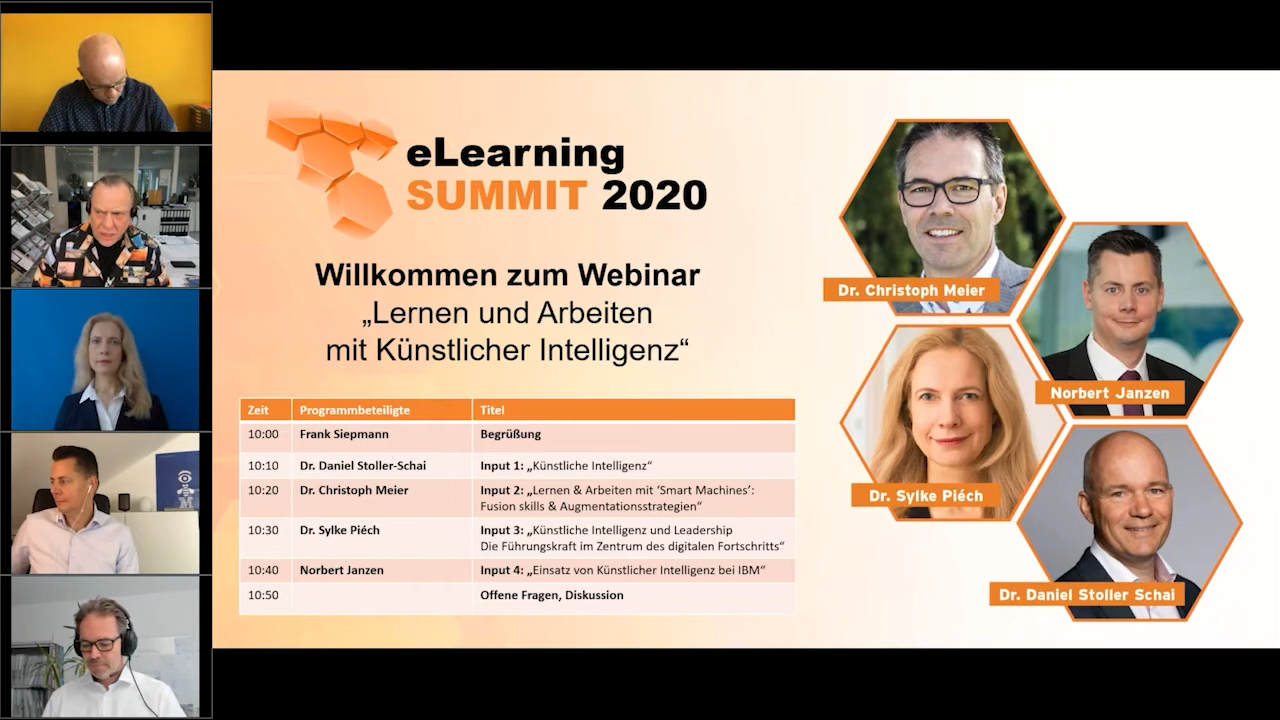 eLearning
SUMMIT 2020
Willkommen zum Webinar
„Lernen und Arbeiten
mit Künstlicher Intelligenz“
Zeit Programmbeteiligte Titel
10:00 Frank Siepmann Begrüßung
10:10 Dr. Daniel Stoller-Schai Input 1: „Künstliche Intelligenz“
10:20 Dr. Christoph Meier Input 2: „Lernen & Arbeiten mit ‘Smart Machines’:
Fusion skills & Augmentationsstrategien“
10:30 Dr. Sylke Piéch Input 3: „Künstliche Intelligenz und Leadership
Die Führungskraft im Zentrum des digitalen Fortschritts“
10:40 Norbert Janzen Input 4: „Einsatz von Künstlicher Intelligenz bei IBM“
10:50 Offene Fragen, Diskussion
Dr. Christoph Meier
Norbert Janzen
Dr. Sylke Piéch
Dr. Daniel Stoller Schai